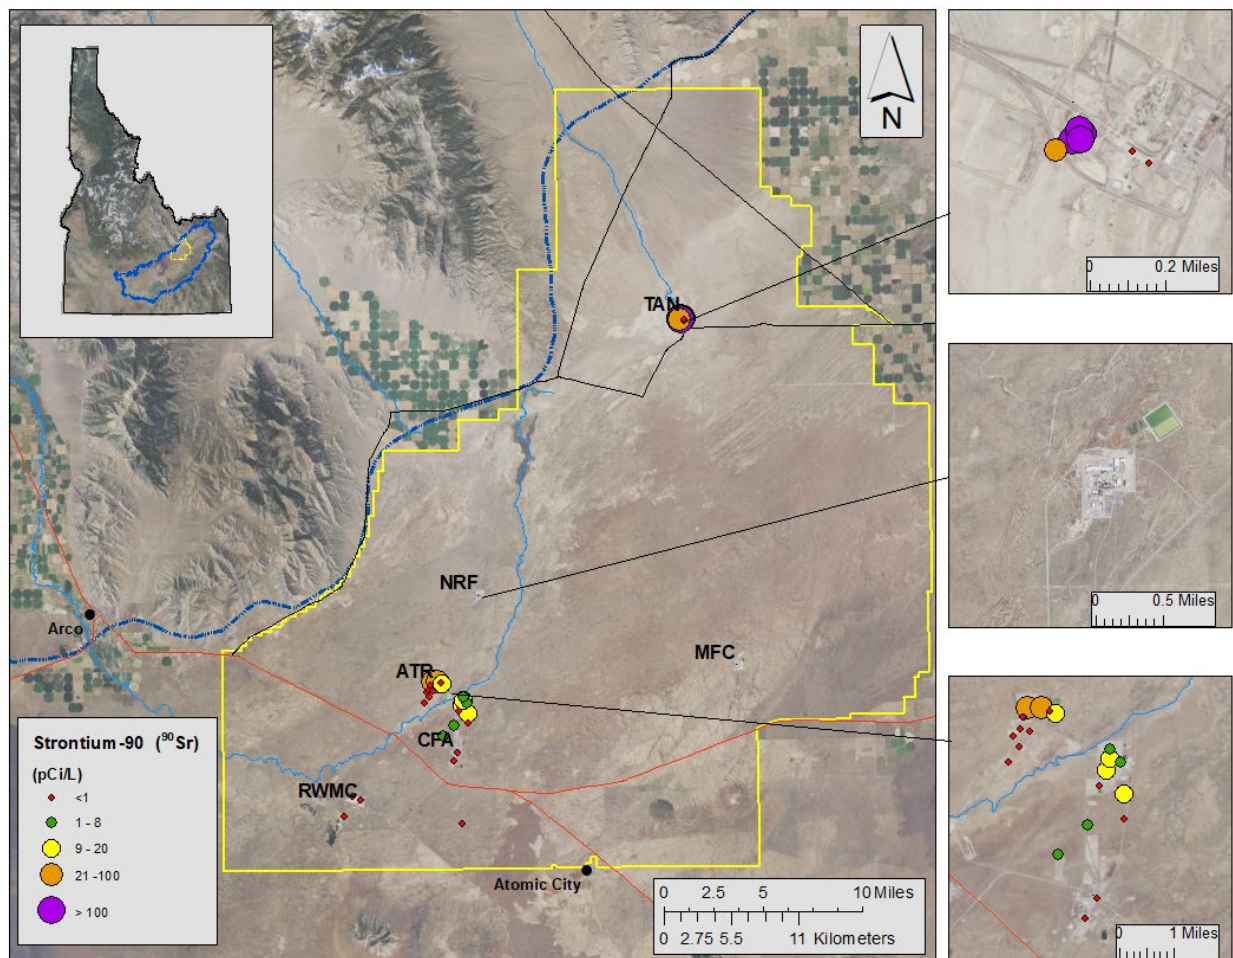 N
TAN
NRF
Arco
ATR
MFC
CFA
RWMC
Atomic City
Strontium-90 (⁹⁰Sr)
(pCi/L)
<1
1 - 8
9 - 20
21 -100
> 100
0 2.5 5 10 Miles
0 2.75 5.5 11 Kilometers
0 0.2 Miles
0 0.5 Miles
0 1 Miles